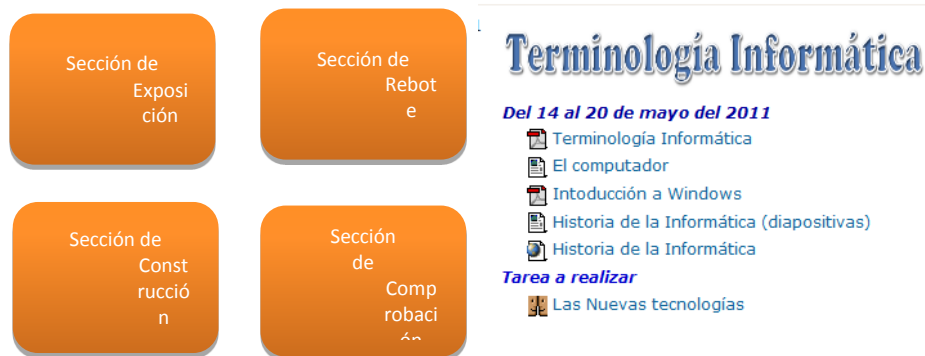 Sección de
Exposi
ción
Sección de
Rebot
e
Sección de
Const
rucció
n
Sección
de
Comp
robaci
ón
Terminología Informática
Del 14 al 20 de mayo del 2011
Terminología Informática
El computador
Intoducción a Windows
Historia de la Informática (diapositivas)
Historia de la Informática
Tarea a realizar
Las Nuevas tecnologías